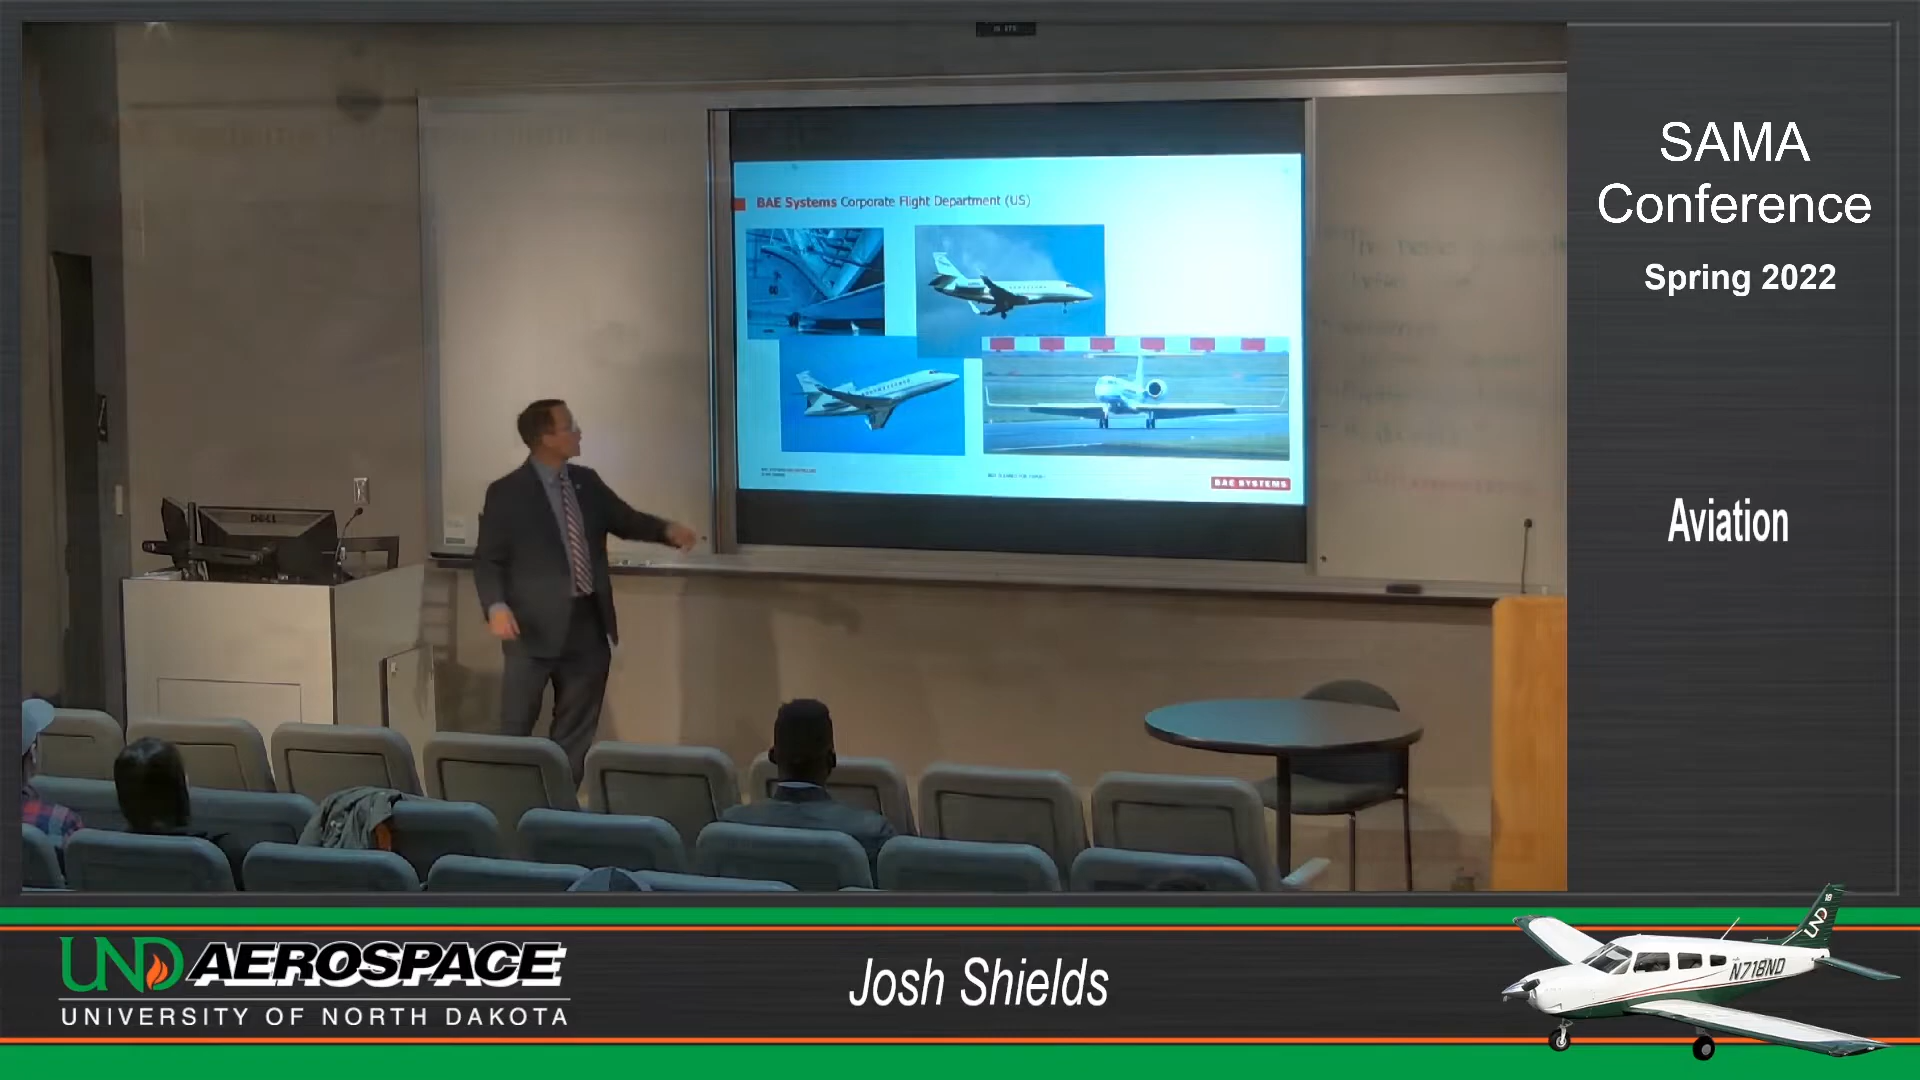 SAMA
Conference
Spring 2022
Aviation
BAE Systems Corporate Flight Department (US)
BAE SYSTEMS
DELL
UND AEROSPACE
UNIVERSITY OF NORTH DAKOTA
Josh Shields
UND
N718ND